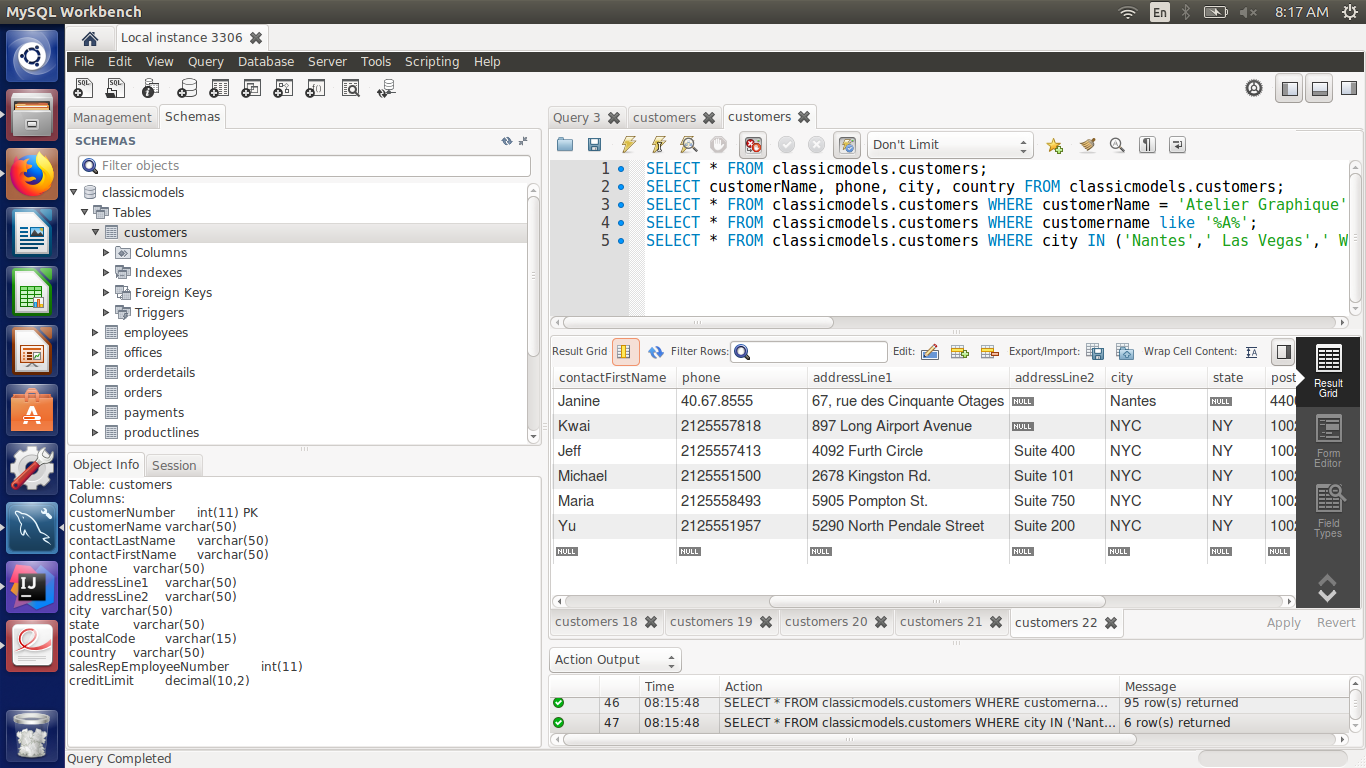 MySQL Workbench
En
8:17 AM
Local instance 3306
File Edit View Query Database Server Tools Scripting Help
Management
Schemas
SCHEMAS
Filter objects
classicmodels
Tables
customers
Columns
Indexes
Foreign Keys
Triggers
employees
offices
orderdetails
orders
payments
productlines
Object Info
Session
Table: customers
Columns:
customerNumber int(11) PK
customerName varchar(50)
contactLastName varchar(50)
contactFirstName varchar(50)
phone varchar(50)
addressLine1 varchar(50)
addressLine2 varchar(50)
city varchar(50)
state varchar(50)
postalCode varchar(15)
country varchar(50)
salesRepEmployeeNumber int(11)
creditLimit decimal(10,2)
Query 3
customers
customers
Don't Limit
1 SELECT * FROM classicmodels.customers;
2 SELECT customerName, phone, city, country FROM classicmodels.customers;
3 SELECT * FROM classicmodels.customers WHERE customerName = 'Atelier Graphique'
4 SELECT * FROM classicmodels.customers WHERE customername like '%A%';
5 SELECT * FROM classicmodels.customers WHERE city IN ('Nantes',' Las Vegas',' W
Result Grid Filter Rows: Edit: Export/Import: Wrap Cell Content:
contactFirstName phone addressLine1 addressLine2 city state post
Janine 40.67.8555 67, rue des Cinquante Otages NULL Nantes NULL 4400
Kwai 2125557818 897 Long Airport Avenue NULL NYC NY 1002
Jeff 2125557413 4092 Furth Circle Suite 400 NYC NY 1002
Michael 2125551500 2678 Kingston Rd. Suite 101 NYC NY 1002
Maria 2125558493 5905 Pompton St. Suite 750 NYC NY 1002
Yu 2125551957 5290 North Pendale Street Suite 200 NYC NY 1002
NULL NULL NULL NULL NULL NULL NULL
Result
Grid
Form
Editor
Field
Types
customers 18
customers 19
customers 20
customers 21
customers 22
Apply Revert
Action Output
Time Action Message
46 08:15:48 SELECT * FROM classicmodels.customers WHERE customerna... 95 row(s) returned
47 08:15:48 SELECT * FROM classicmodels.customers WHERE city IN ('Nant... 6 row(s) returned
Query Completed